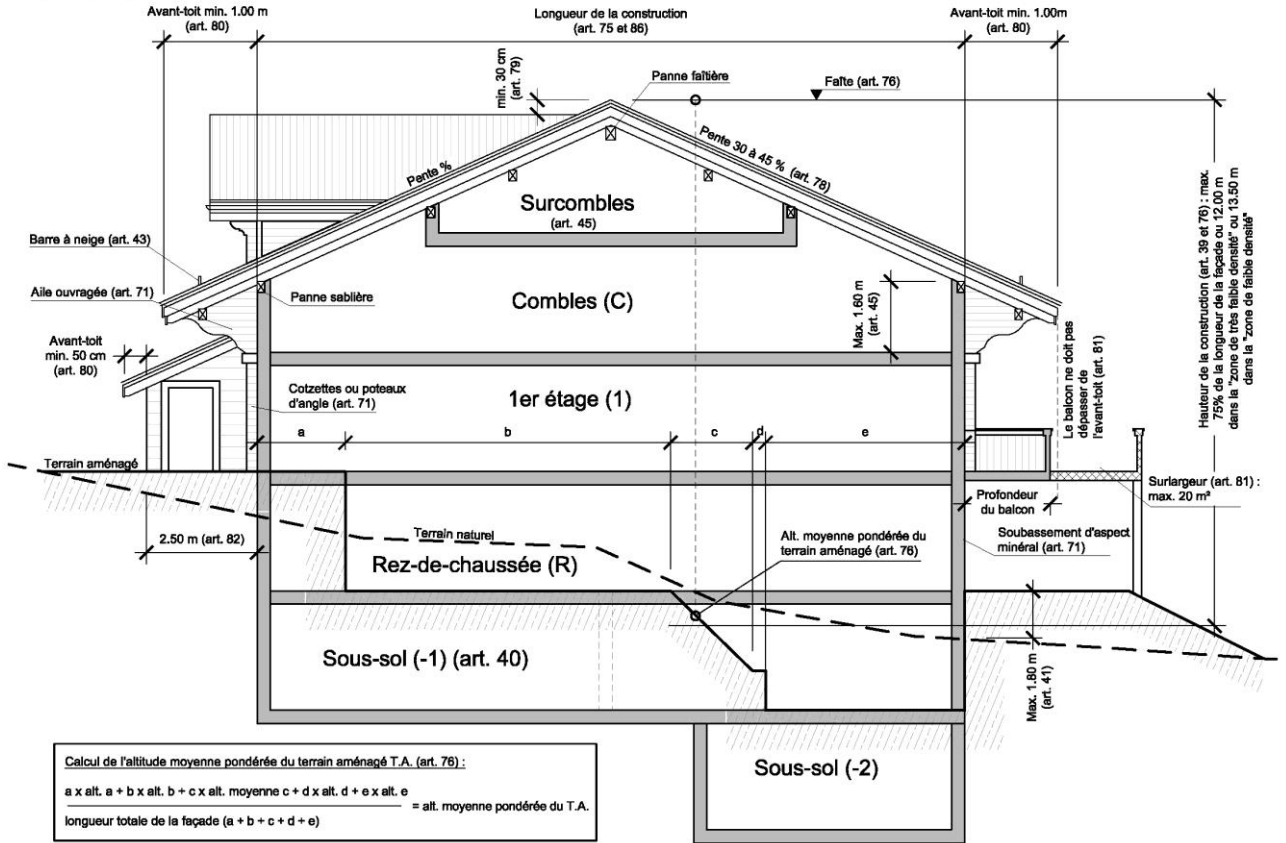 Avant-toit min. 1.00 m
(art. 80)
Longueur de la construction
(art. 75 et 86)
Avant-toit min. 1.00m
(art. 80)
min. 30 cm
(art. 79)
Panne faîtière
Faîte (art. 76)
Pente %
Pente 30 à 45 % (art. 78)
Surcombles
(art. 45)
Barre à neige (art. 43)
Aile ouvragée (art. 71)
Panne sablière
Combles (C)
Max. 1.60 m
(art. 45)
Hauteur de la construction (art. 39 et 76) : max.
75% de la longueur de la façade ou 12.00 m
dans la "zone de très faible densité" ou 13.50 m
dans la "zone de faible densité"
Avant-toit
min. 50 cm
(art. 80)
Cotzettes ou poteaux
d'angle (art. 71)
1er étage (1)
Le balcon ne doit pas
dépasser de
l'avant-toit (art. 81)
a
b
c
d
e
Terrain aménagé
Surlargeur (art. 81) :
max. 20 m²
Profondeur
du balcon
2.50 m (art. 82)
Terrain naturel
Alt. moyenne pondérée du
terrain aménagé (art. 76)
Soubassement d'aspect
minéral (art. 71)
Rez-de-chaussée (R)
Sous-sol (-1) (art. 40)
Max. 1.80 m
(art. 41)
Sous-sol (-2)
Calcul de l'altitude moyenne pondérée du terrain aménagé T.A. (art. 76) :
a x alt. a + b x alt. b + c x alt. moyenne c + d x alt. d + e x alt. e
= alt. moyenne pondérée du T.A.
longueur totale de la façade (a + b + c + d + e)